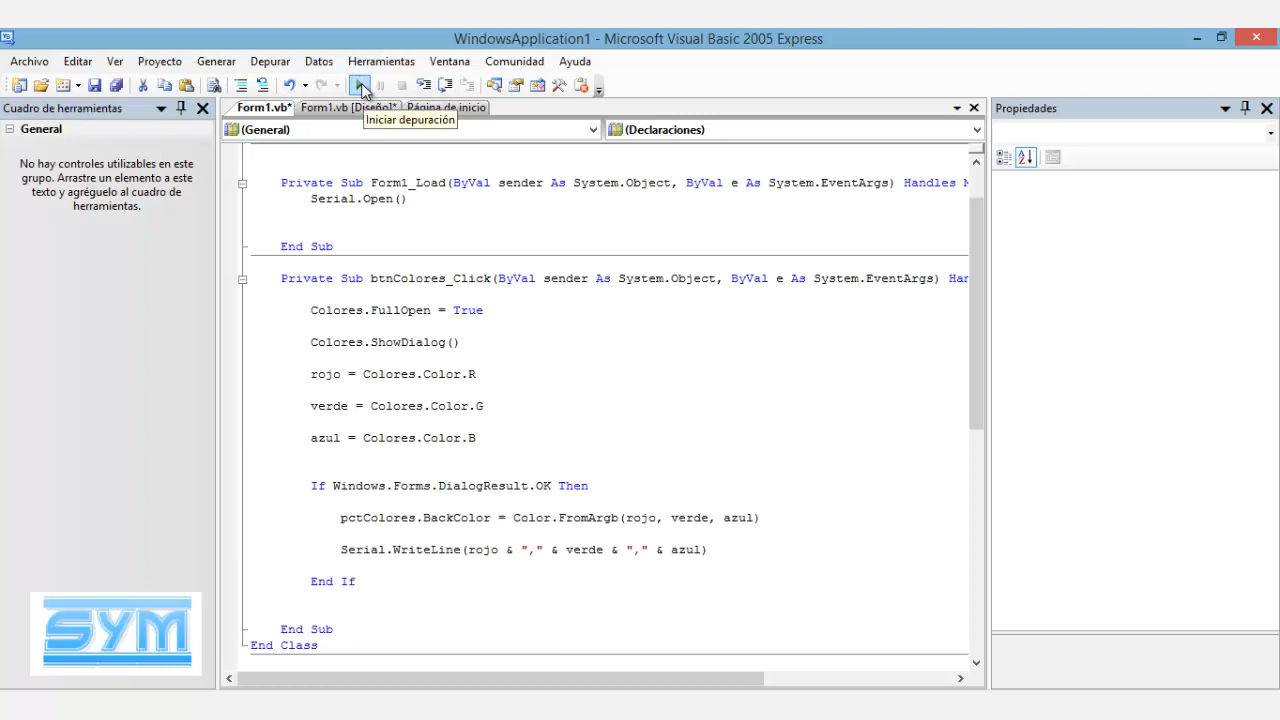 WindowsApplication1 - Microsoft Visual Basic 2005 Express
Archivo Editar Ver Proyecto Generar Depurar Datos Herramientas Ventana Comunidad Ayuda
Cuadro de herramientas
Form1.vb* Form1.vb [Diseño]* Página de inicio
Propiedades
Iniciar depuración
General
(General) (Declaraciones)
No hay controles utilizables en este
grupo. Arrastre un elemento a este
texto y agréguelo al cuadro de
herramientas.
Private Sub Form1_Load(ByVal sender As System.Object, ByVal e As System.EventArgs) Handles M
Serial.Open()
End Sub
Private Sub btnColores_Click(ByVal sender As System.Object, ByVal e As System.EventArgs) Han
Colores.FullOpen = True
Colores.ShowDialog()
rojo = Colores.Color.R
verde = Colores.Color.G
azul = Colores.Color.B
If Windows.Forms.DialogResult.OK Then
pctColores.BackColor = Color.FromArgb(rojo, verde, azul)
Serial.WriteLine(rojo & "," & verde & "," & azul)
End If
End Sub
End Class
SYM